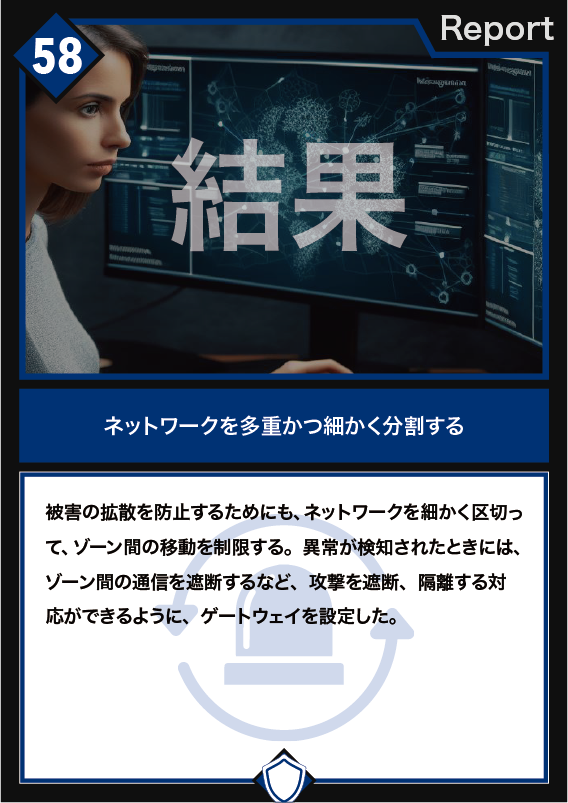 Report
58
結果
ネットワークを多重かつ細かく分割する
被害の拡散を防止するためにも、ネットワークを細かく区切っ
て、ゾーン間の移動を制限する。異常が検知されたときには、
ゾーン間の通信を遮断するなど、攻撃を遮断、隔離する対
応ができるように、ゲートウェイを設定した。